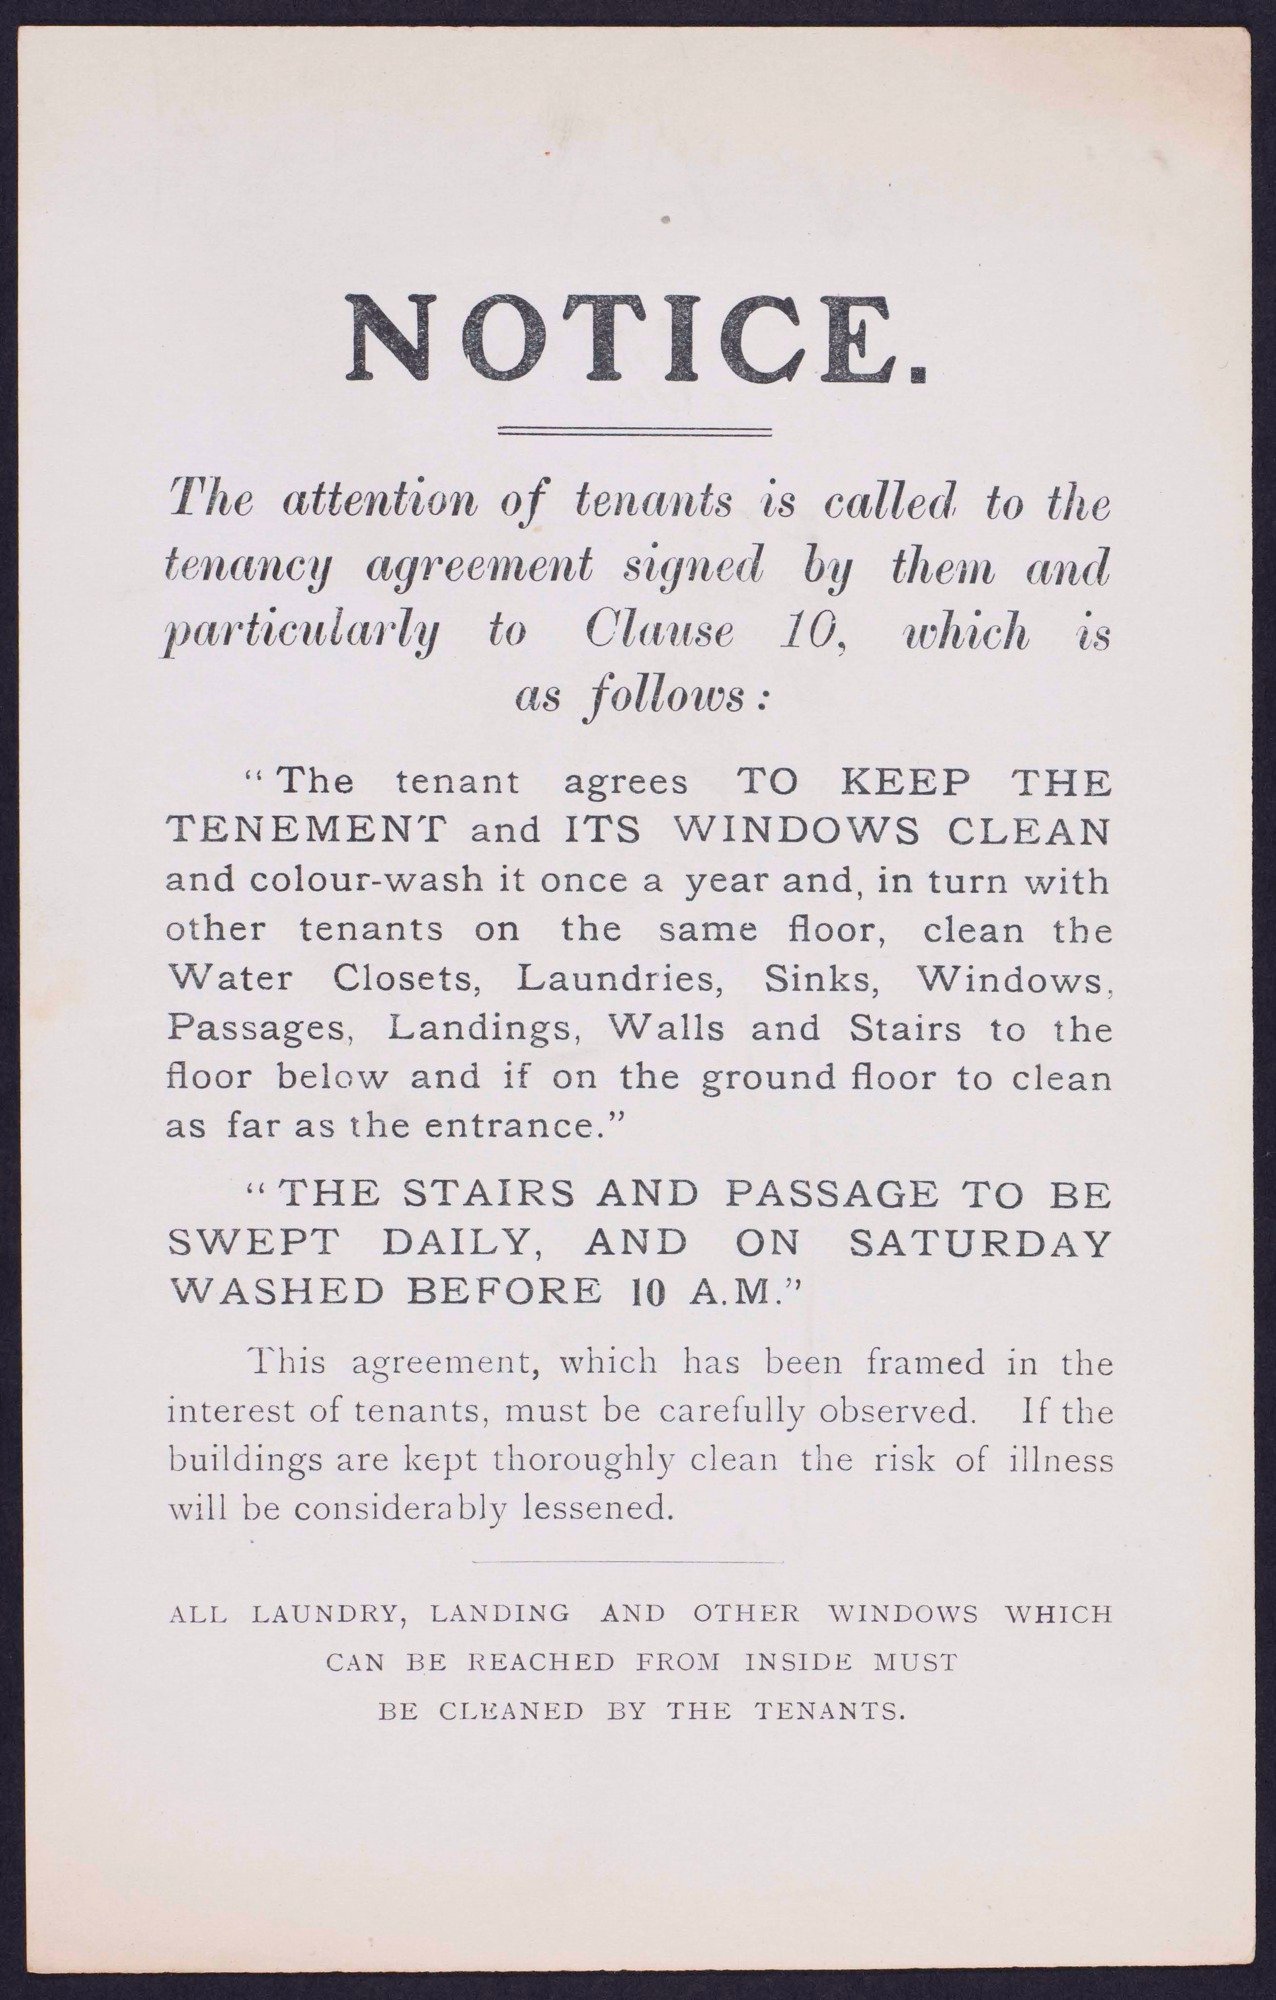 NOTICE.
The attention of tenants is called to the
tenancy agreement signed by them and
particularly to Clause 10, which is
as follows :
“ The tenant agrees TO KEEP THE
TENEMENT and ITS WINDOWS CLEAN
and colour-wash it once a year and, in turn with
other tenants on the same floor, clean the
Water Closets, Laundries, Sinks, Windows,
Passages, Landings, Walls and Stairs to the
floor below and if on the ground floor to clean
as far as the entrance.”
“ THE STAIRS AND PASSAGE TO BE
SWEPT DAILY, AND ON SATURDAY
WASHED BEFORE 10 A.M.”
This agreement, which has been framed in the
interest of tenants, must be carefully observed. If the
buildings are kept thoroughly clean the risk of illness
will be considerably lessened.
ALL LAUNDRY, LANDING AND OTHER WINDOWS WHICH
CAN BE REACHED FROM INSIDE MUST
BE CLEANED BY THE TENANTS.